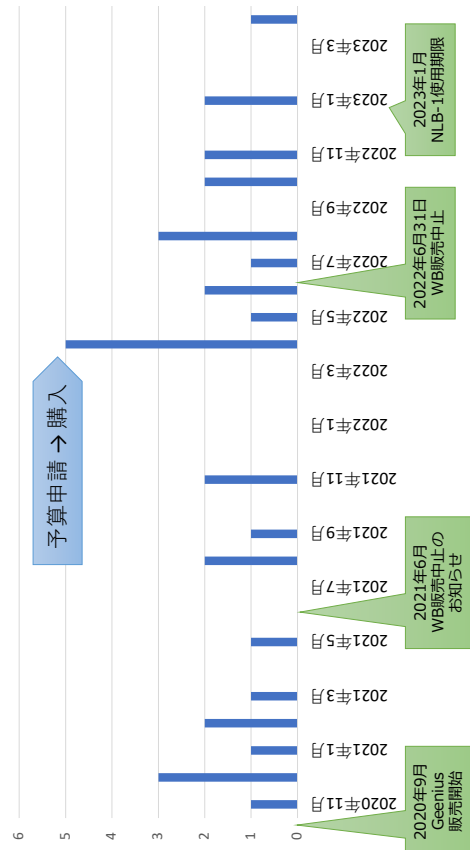 予算申請 → 購入
6
5
4
3
2
1
0
2020年11月
2021年1月
2021年3月
2021年5月
2021年7月
2021年9月
2021年11月
2022年1月
2022年3月
2022年5月
2022年7月
2022年9月
2022年11月
2023年1月
2023年3月
2020年9月
Geenius
販売開始
2021年6月
WB販売中止の
お知らせ
2022年6月31日
WB販売中止
2023年1月
NLB-1使用期限